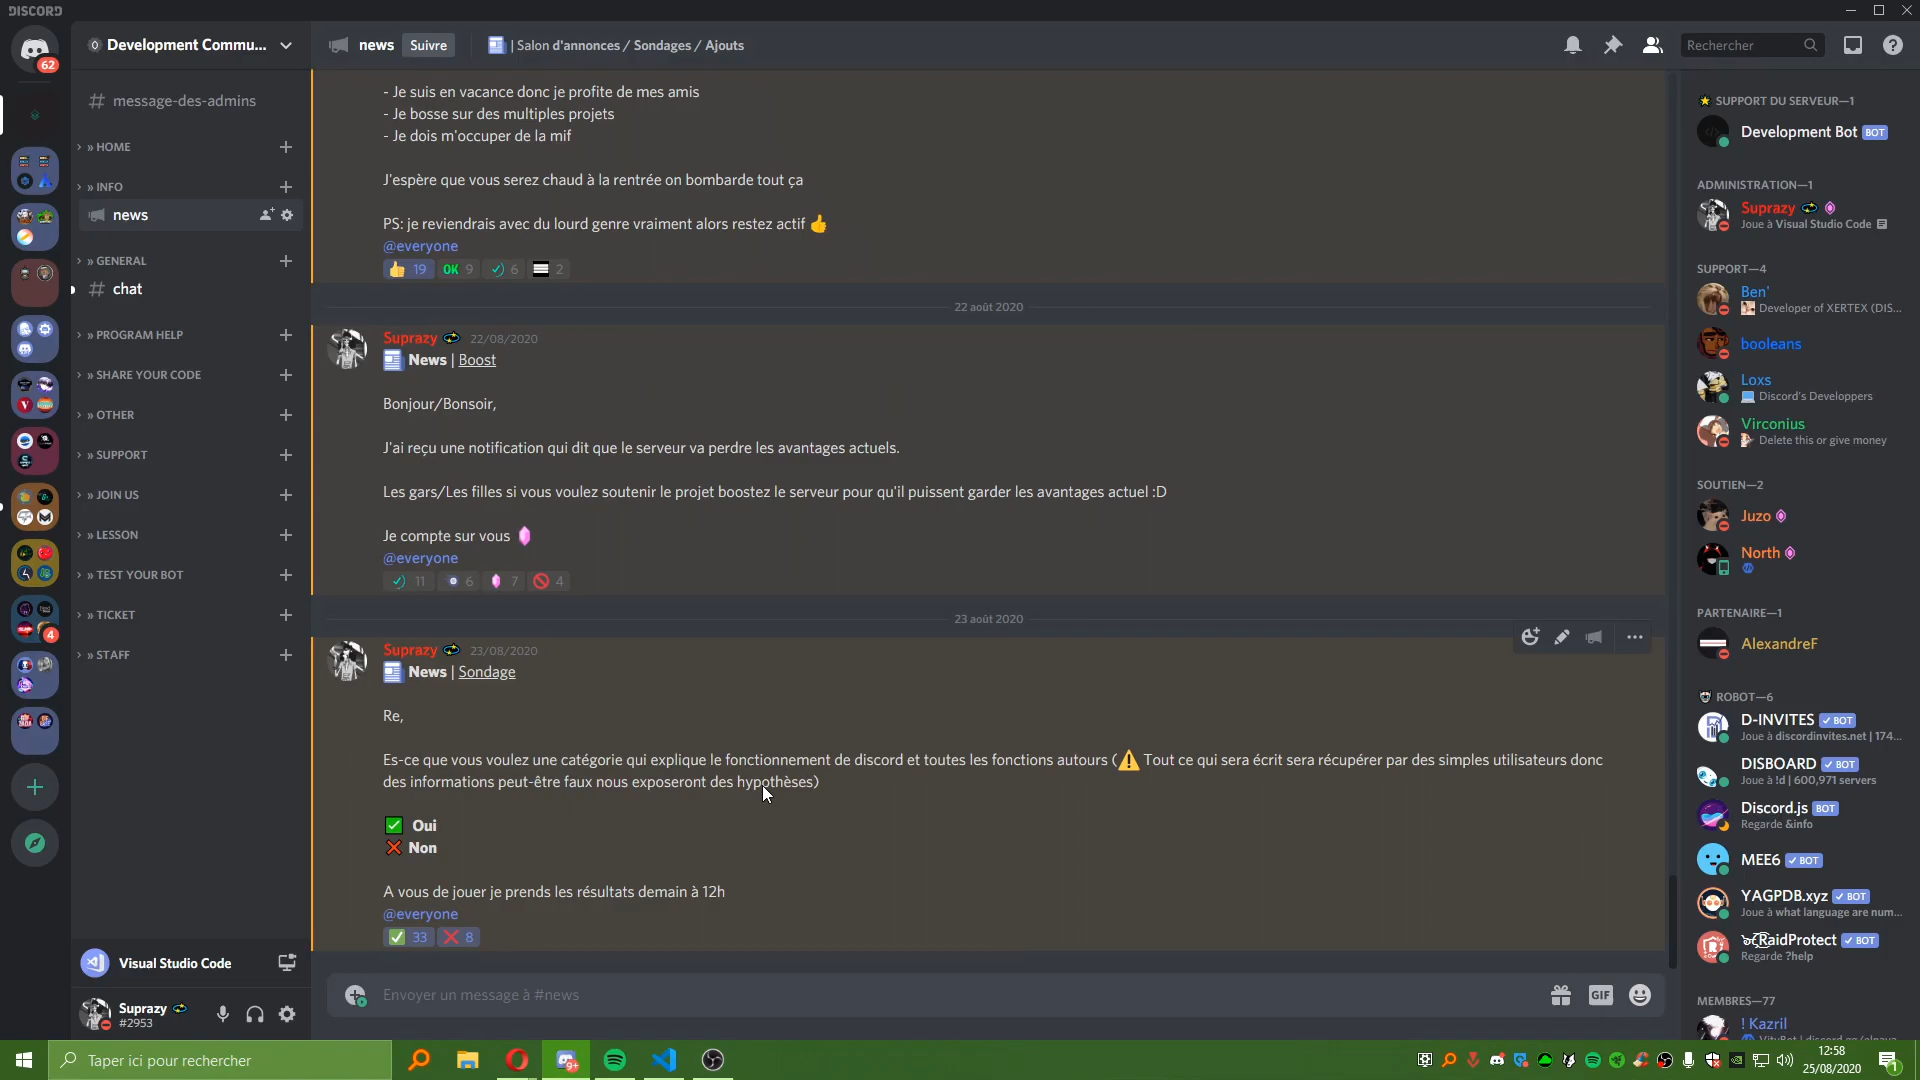 DISCORD
62
Development Commu...
news
Suivre
| Salon d'annonces / Sondages / Ajouts
Rechercher
message-des-admins
» HOME
» INFO
news
» GENERAL
chat
» PROGRAM HELP
» SHARE YOUR CODE
» OTHER
» SUPPORT
» JOIN US
» LESSON
» TEST YOUR BOT
» TICKET
» STAFF
4
Visual Studio Code
Suprazy
#2953
- Je suis en vacance donc je profite de mes amis
- Je bosse sur des multiples projets
- Je dois m'occuper de la mif
J'espère que vous serez chaud à la rentrée on bombarde tout ça
PS: je reviendrais avec du lourd genre vraiment alors restez actif
@everyone
19 OK 9 6 2
22 août 2020
Suprazy 22/08/2020
News | Boost
Bonjour/Bonsoir,
J'ai reçu une notification qui dit que le serveur va perdre les avantages actuels.
Les gars/Les filles si vous voulez soutenir le projet boostez le serveur pour qu'il puissent garder les avantages actuel :D
Je compte sur vous
@everyone
11 6 7 4
23 août 2020
Suprazy 23/08/2020
News | Sondage
Re,
Es-ce que vous voulez une catégorie qui explique le fonctionnement de discord et toutes les fonctions autours ( Tout ce qui sera écrit sera récupérer par des simples utilisateurs donc
des informations peut-être faux nous exposeront des hypothèses)
Oui
Non
A vous de jouer je prends les résultats demain à 12h
@everyone
33 8
Envoyer un message à #news
GIF
SUPPORT DU SERVEUR—1
Development Bot BOT
ADMINISTRATION—1
Suprazy
Joue à Visual Studio Code
SUPPORT—4
Ben'
Developer of XERTEX (DIS...
booleans
Loxs
Discord's Developpers
Virconius
Delete this or give money
SOUTIEN—2
Juzo
North
PARTENAIRE—1
AlexandreF
ROBOT—6
D-INVITES BOT
Joue à discordinvites.net | 174...
DISBOARD BOT
Joue à !d | 600,971 servers
Discord.js BOT
Regarde &info
MEE6 BOT
YAGPDB.xyz BOT
Joue à what language are num...
RaidProtect BOT
Regarde ?help
MEMBRES—77
! Kazril
Taper ici pour rechercher
9+
12:58
25/08/2020
1